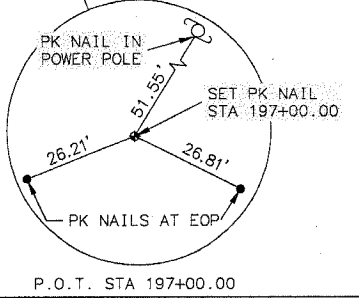 PK NAIL IN
POWER POLE
51.55'
SET PK NAIL
STA 197+00.00
26.21'
26.81'
PK NAILS AT EOP
P.O.T. STA 197+00.00